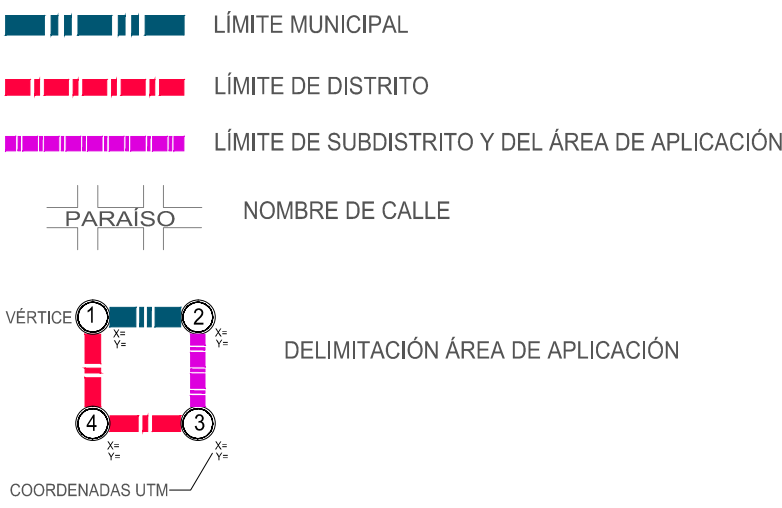 LÍMITE MUNICIPAL
LÍMITE DE DISTRITO
LÍMITE DE SUBDISTRITO Y DEL ÁREA DE APLICACIÓN
PARAÍSO
NOMBRE DE CALLE
VÉRTICE
1
2
X=
Y=
X=
Y=
DELIMITACIÓN ÁREA DE APLICACIÓN
4
3
X=
Y=
X=
Y=
COORDENADAS UTM